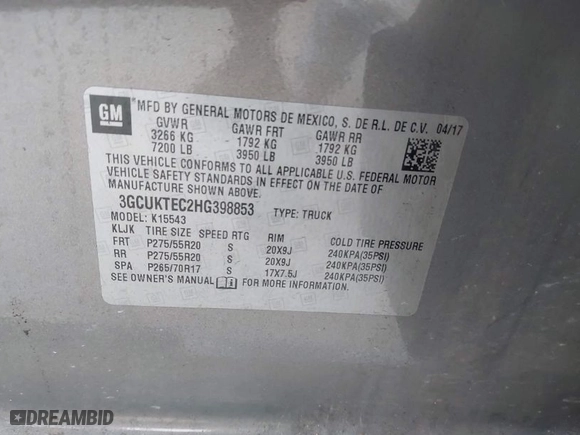 GM
MFD BY GENERAL MOTORS DE MEXICO, S. DE R.L. DE C.V. 04/17
GVWR GAWR FRT GAWR RR
3266 KG 1792 KG 1792 KG
7200 LB 3950 LB 3950 LB
THIS VEHICLE CONFORMS TO ALL APPLICABLE U.S. FEDERAL MOTOR
VEHICLE SAFETY STANDARDS IN EFFECT ON THE DATE OF
MANUFACTURE SHOWN ABOVE.
3GCUKTEC2HG398853 TYPE: TRUCK
MODEL: K15543
KLJK TIRE SIZE SPEED RTG RIM COLD TIRE PRESSURE
FRT P275/55R20 S 20X9J 240KPA(35PSI)
RR P275/55R20 S 20X9J 240KPA(35PSI)
SPA P265/70R17 S 17X7.5J 240KPA(35PSI)
SEE OWNER'S MANUAL FOR MORE INFORMATION.
DREAMBID